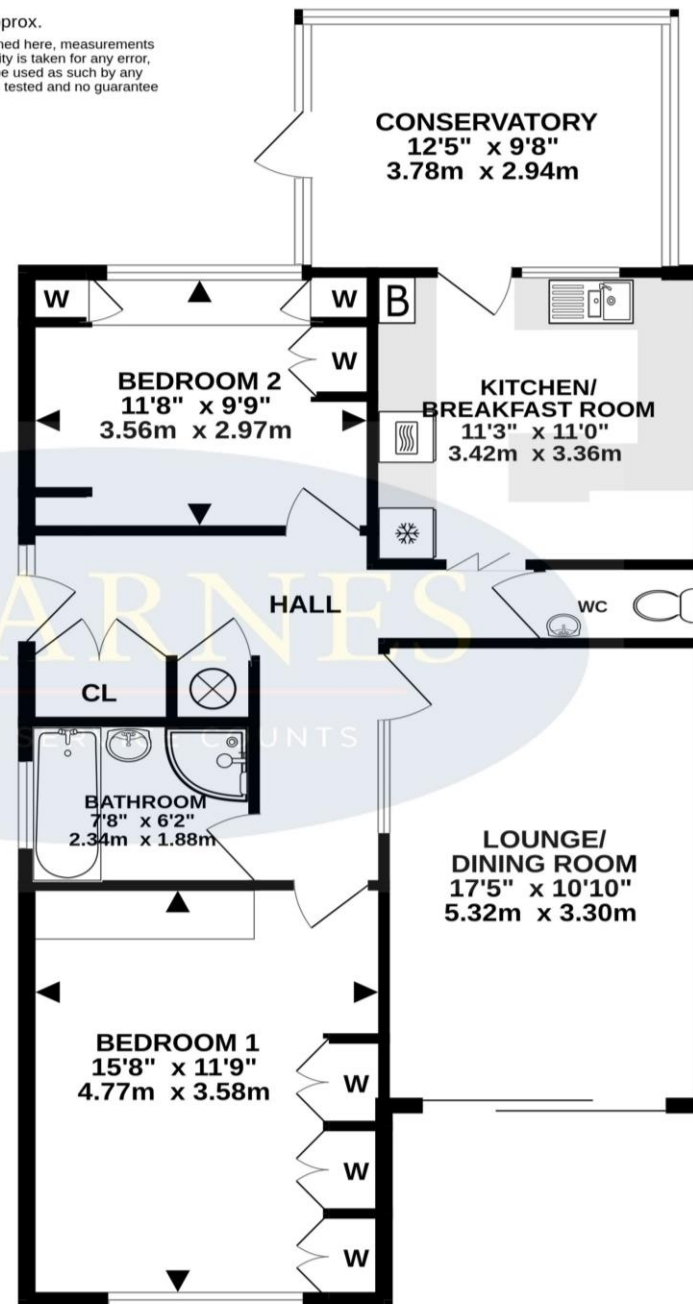 prox.
ned here, measurements
ity is taken for any error,
be used as such by any
tested and no guarantee
CONSERVATORY
12'5" x 9'8"
3.78m x 2.94m
W
W
W
B
BEDROOM 2
11'8" x 9'9"
3.56m x 2.97m
KITCHEN/
BREAKFAST ROOM
11'3" x 11'0"
3.42m x 3.36m
HALL
WC
ARNES
CL
SERVICE COUNTS
BATHROOM
7'8" x 6'2"
2.34m x 1.88m
LOUNGE/
DINING ROOM
17'5" x 10'10"
5.32m x 3.30m
BEDROOM 1
15'8" x 11'9"
4.77m x 3.58m
W
W
W